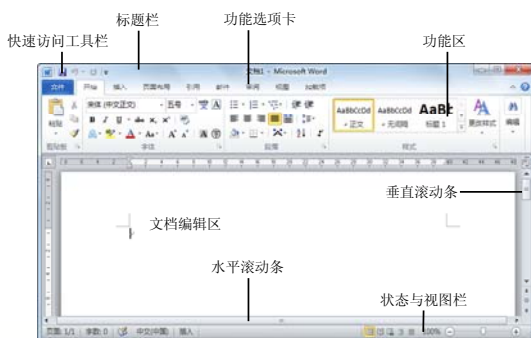 标题栏
功能选项卡
快速访问工具栏
功能区
文档1 - Microsoft Word
文件 开始 插入 页面布局 引用 邮件 审阅 视图 加载项
宋体 (中文正文) 五号
粘贴
B I U abc x₂ x²
AaBbCcDd AaBbCcDd AaBb
正文 无间隔 标题 1
更改样式 编辑
剪贴板 字体 段落 样式
垂直滚动条
文档编辑区
水平滚动条
状态与视图栏
页面: 1/1 字数: 0 中文(中国) 插入 100%